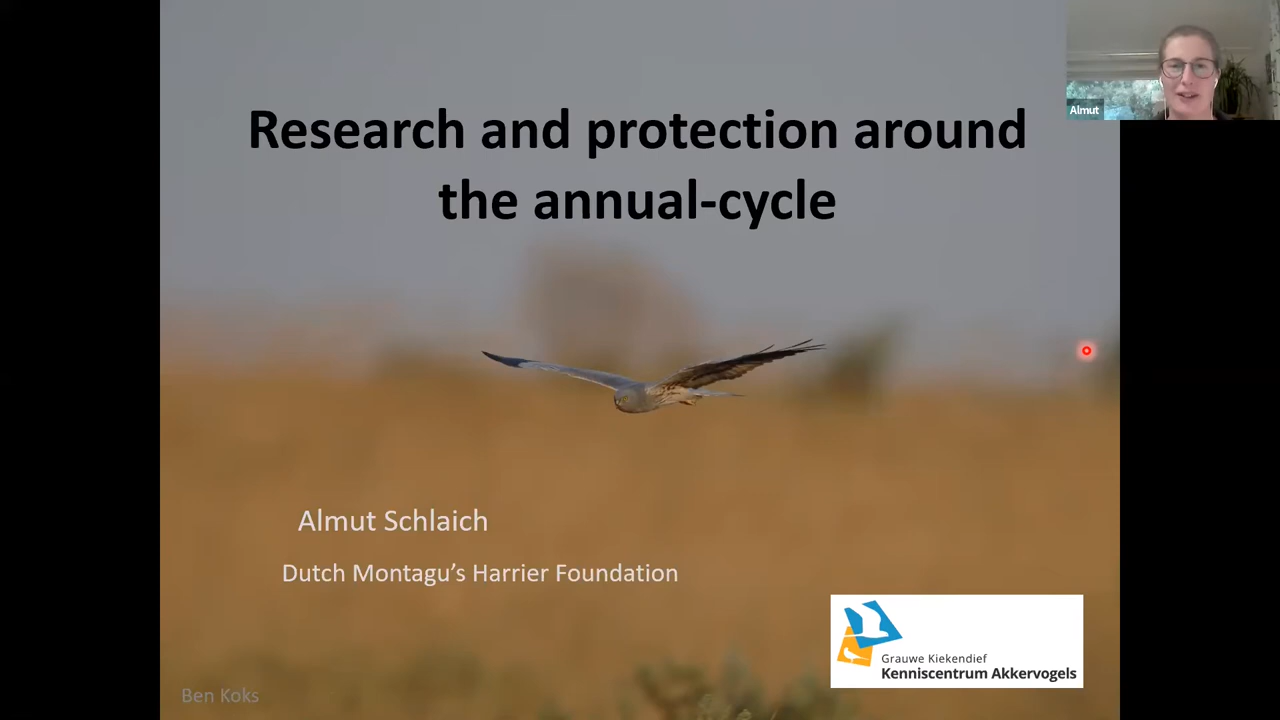 Almut
Research and protection around
the annual-cycle
Almut Schlaich
Dutch Montagu's Harrier Foundation
Grauwe Kiekendief
Kenniscentrum Akkervogels
Ben Koks